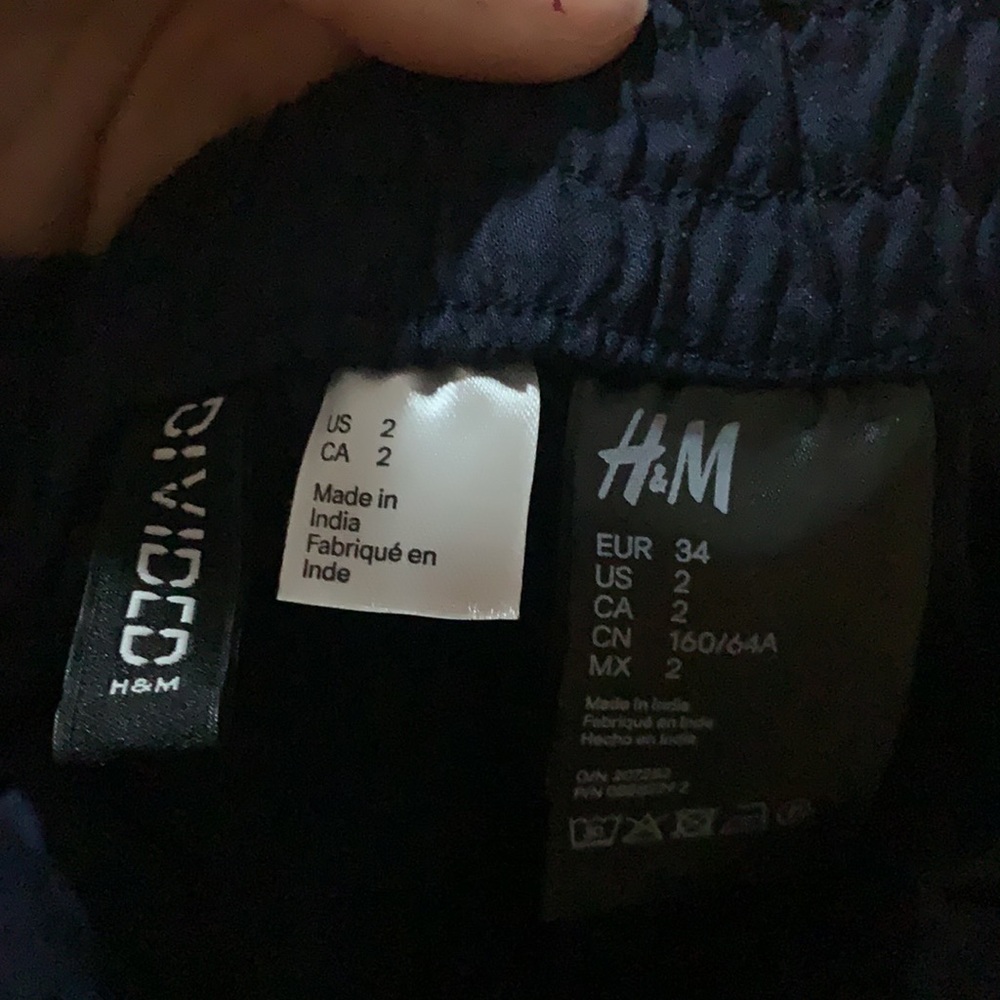 DIVIDED
H&M
US 2
CA 2
Made in
India
Fabriqué en
Inde
H&M
EUR 34
US 2
CA 2
CN 160/64A
MX 2
Made in India
Fabriqué en Inde
Hecho en India
O/N
P/N